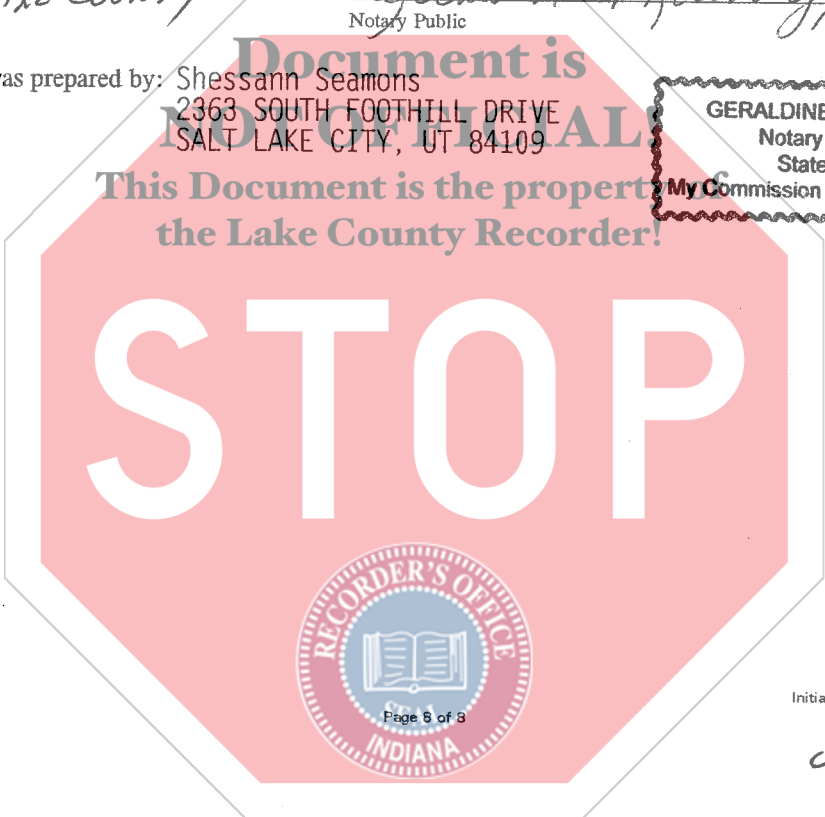 County
Notary Public
Document is
as prepared by: Shessann Seamons
2363 SOUTH FOOTHILL DRIVE
NOT OFFICIAL!
SALT LAKE CITY, UT 84109
GERALDINE
Notary
State
My Commission
This Document is the property of
the Lake County Recorder!
STOP
RECORDER'S OFFICE
SEAL
Page 8 of 8
INDIANA
Initia